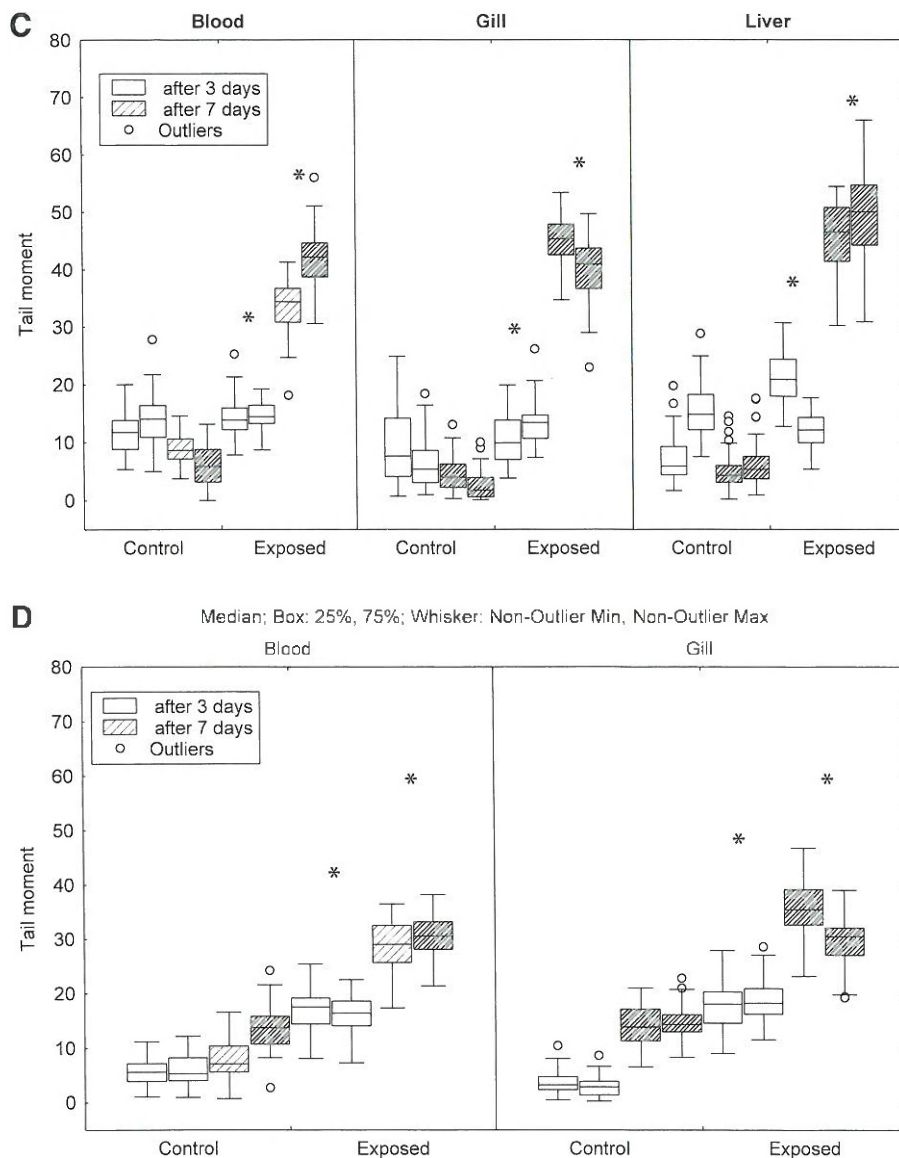 C
Blood Gill Liver
80
70
60
50
40
30
20
10
0
Tail moment
after 3 days
after 7 days
Outliers
* * * * * *
Control Exposed Control Exposed Control Exposed
D
Median; Box: 25%, 75%; Whisker: Non-Outlier Min, Non-Outlier Max
Blood Gill
80
70
60
50
40
30
20
10
0
Tail moment
after 3 days
after 7 days
Outliers
* * * *
Control Exposed Control Exposed